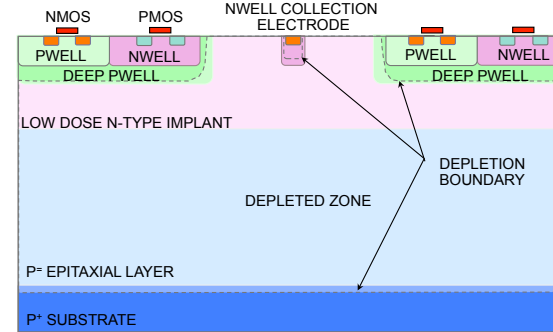 NMOS PMOS NWELL COLLECTION
ELECTRODE
PWELL NWELL PWELL NWELL
DEEP PWELL DEEP PWELL
LOW DOSE N-TYPE IMPLANT
DEPLETION
BOUNDARY
DEPLETED ZONE
P= EPITAXIAL LAYER
P+ SUBSTRATE